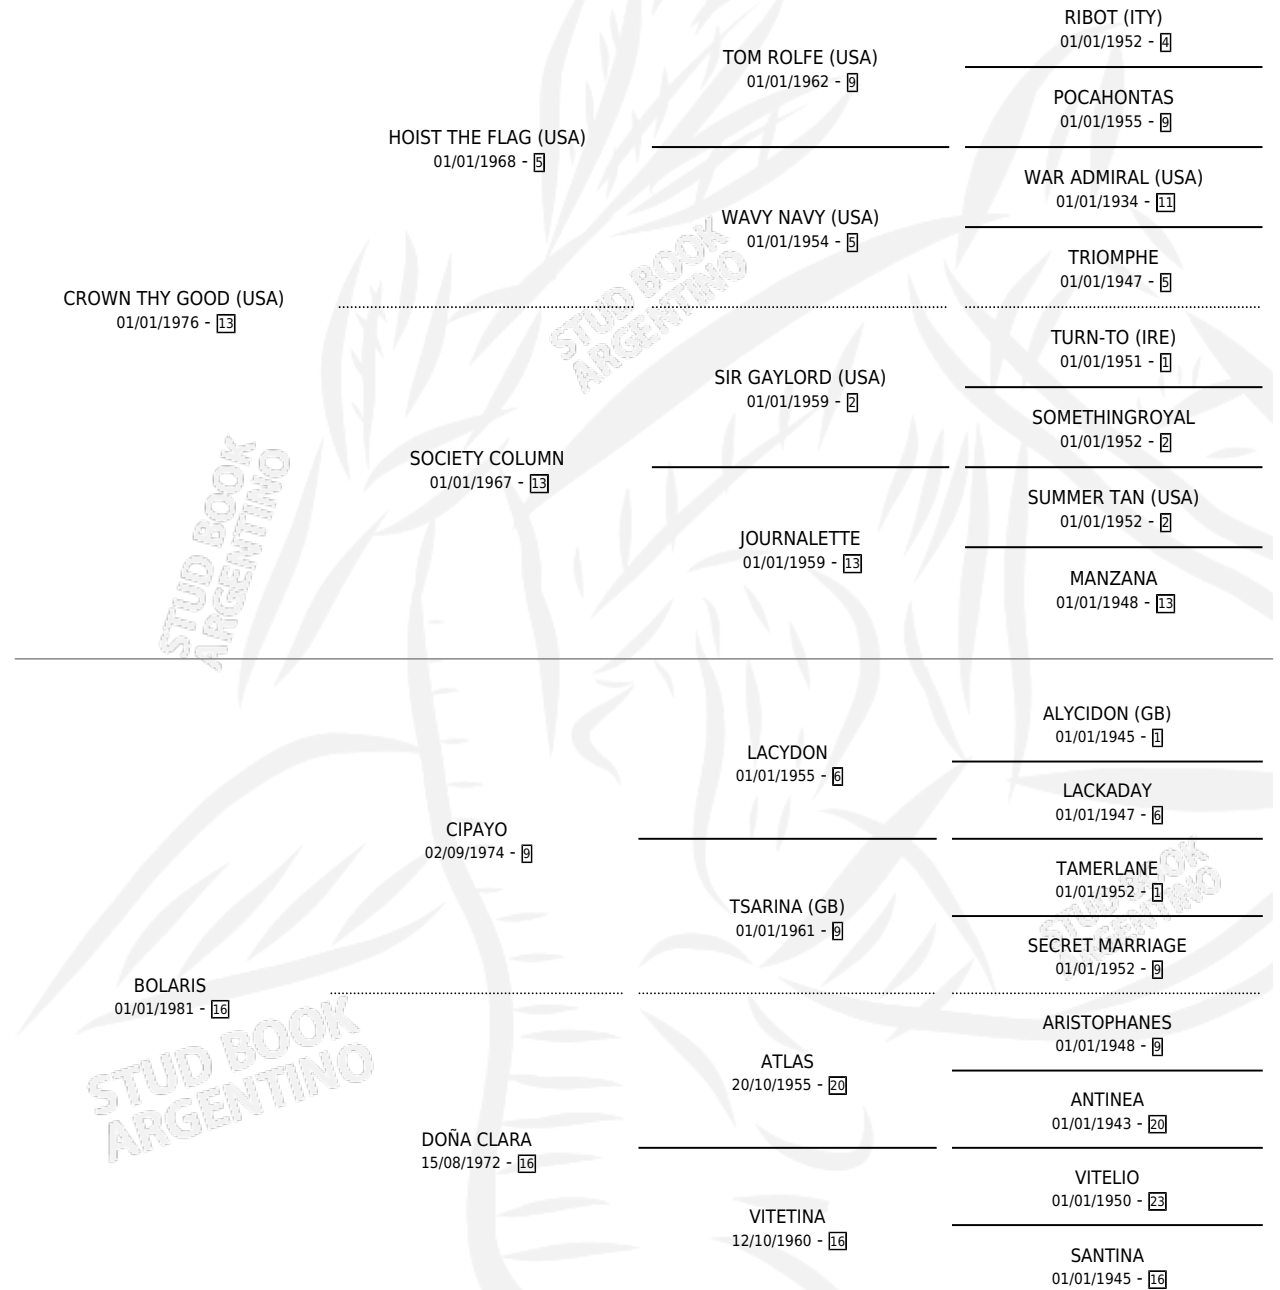 RIBOT (ITY)
01/01/1952 - 4
TOM ROLFE (USA)
01/01/1962 - 9
POCAHONTAS
01/01/1955 - 9
HOIST THE FLAG (USA)
01/01/1968 - 5
WAR ADMIRAL (USA)
01/01/1934 - 11
WAVY NAVY (USA)
01/01/1954 - 5
TRIOMPHE
01/01/1947 - 5
CROWN THY GOOD (USA)
01/01/1976 - 13
TURN-TO (IRE)
01/01/1951 - 1
SIR GAYLORD (USA)
01/01/1959 - 2
SOMETHINGROYAL
01/01/1952 - 2
SOCIETY COLUMN
01/01/1967 - 13
SUMMER TAN (USA)
01/01/1952 - 2
JOURNALETTE
01/01/1959 - 13
MANZANA
01/01/1948 - 13
ALYCIDON (GB)
01/01/1945 - 1
LACYDON
01/01/1955 - 6
LACKADAY
01/01/1947 - 6
CIPAYO
02/09/1974 - 9
TAMERLANE
01/01/1952 - 1
TSARINA (GB)
01/01/1961 - 9
SECRET MARRIAGE
01/01/1952 - 9
BOLARIS
01/01/1981 - 16
ARISTOPHANES
01/01/1948 - 9
ATLAS
20/10/1955 - 20
ANTINEA
01/01/1943 - 20
DOÑA CLARA
15/08/1972 - 16
VITELIO
01/01/1950 - 23
VITETINA
12/10/1960 - 16
SANTINA
01/01/1945 - 16
STUD BOOK
ARGENTINO
STUD BOOK
ARGENTINO
STUD BOOK
ARGENTINO
STUD BOOK
ARGENTINO